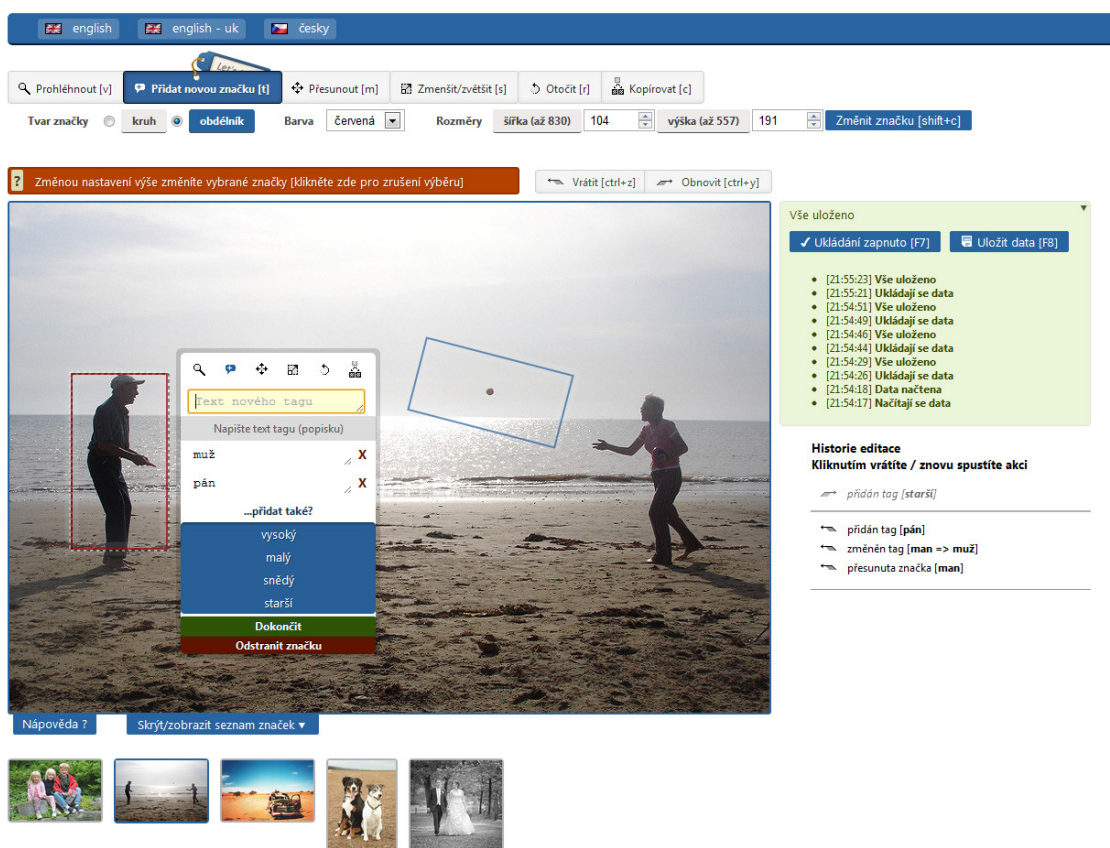 english   english - uk   česky
Let's
Prohléhnout [v]   Přidat novou značku [t]   Přesunout [m]   Zmenšit/zvětšit [s]   Otočit [r]   Kopírovat [c]
Tvar značky   kruh   obdélník   Barva   červená   Rozměry   šířka (až 830)   104   výška (až 557)   191   Změnit značku [shift+c]
? Změnou nastavení výše změníte vybrané značky [klikněte zde pro zrušení výběru]   Vrátit [ctrl+z]   Obnovit [ctrl+y]
Vše uloženo
Ukládání zapnuto [F7]   Uložit data [F8]
[21:55:23] Vše uloženo
[21:55:21] Ukládají se data
[21:54:51] Vše uloženo
[21:54:49] Ukládají se data
[21:54:46] Vše uloženo
[21:54:44] Ukládají se data
[21:54:29] Vše uloženo
[21:54:26] Ukládají se data
[21:54:18] Data načtena
[21:54:17] Načítají se data
Text nového tagu
Napište text tagu (popisku)
muž   X
pán   X
...přidat také?
vysoký
malý
snědý
starší
Dokončit
Odstranit značku
Historie editace
Kliknutím vrátíte / znovu spustíte akci
přidán tag [starší]
přidán tag [pán]
změněn tag [man => muž]
přesunuta značka [man]
Nápověda ?   Skrýt/zobrazit seznam značek